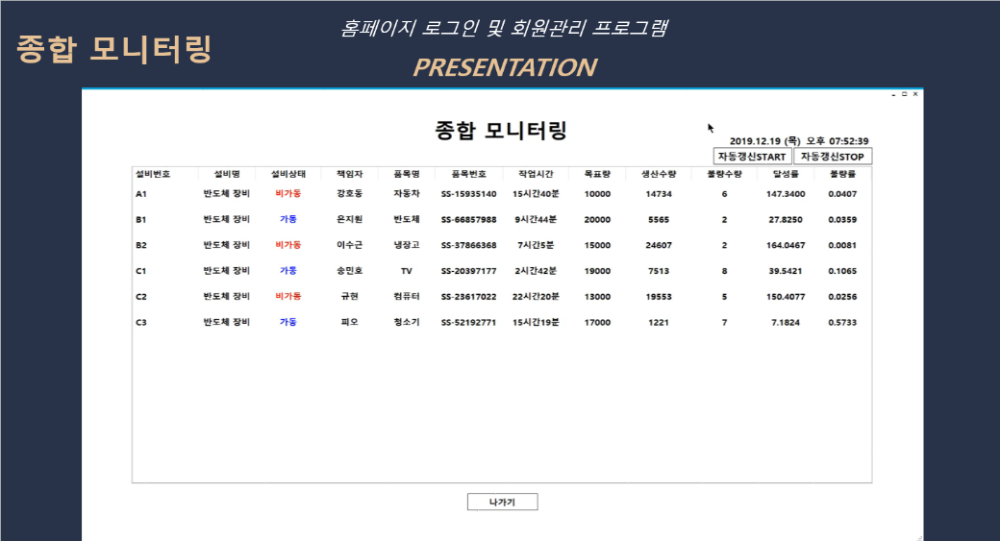 홈페이지 로그인 및 회원관리 프로그램
종합 모니터링
PRESENTATION
종합 모니터링
2019.12.19 (목) 오후 07:52:39
자동갱신START 자동갱신STOP
설비번호 설비명 설비상태 책임자 품목명 품목번호 작업시간 목표량 생산수량 불량수량 달성률 불량률
A1 반도체 장비 비가동 강호동 자동차 SS-15935140 15시간40분 10000 14734 6 147.3400 0.0407
B1 반도체 장비 가동 은지원 반도체 SS-66857988 9시간44분 20000 5565 2 27.8250 0.0359
B2 반도체 장비 비가동 이수근 냉장고 SS-37866368 7시간5분 15000 24607 2 164.0467 0.0081
C1 반도체 장비 가동 송민호 TV SS-20397177 2시간42분 19000 7513 8 39.5421 0.1065
C2 반도체 장비 비가동 규현 컴퓨터 SS-23617022 22시간20분 13000 19553 5 150.4077 0.0256
C3 반도체 장비 가동 피오 청소기 SS-52192771 15시간19분 17000 1221 7 7.1824 0.5733
나가기